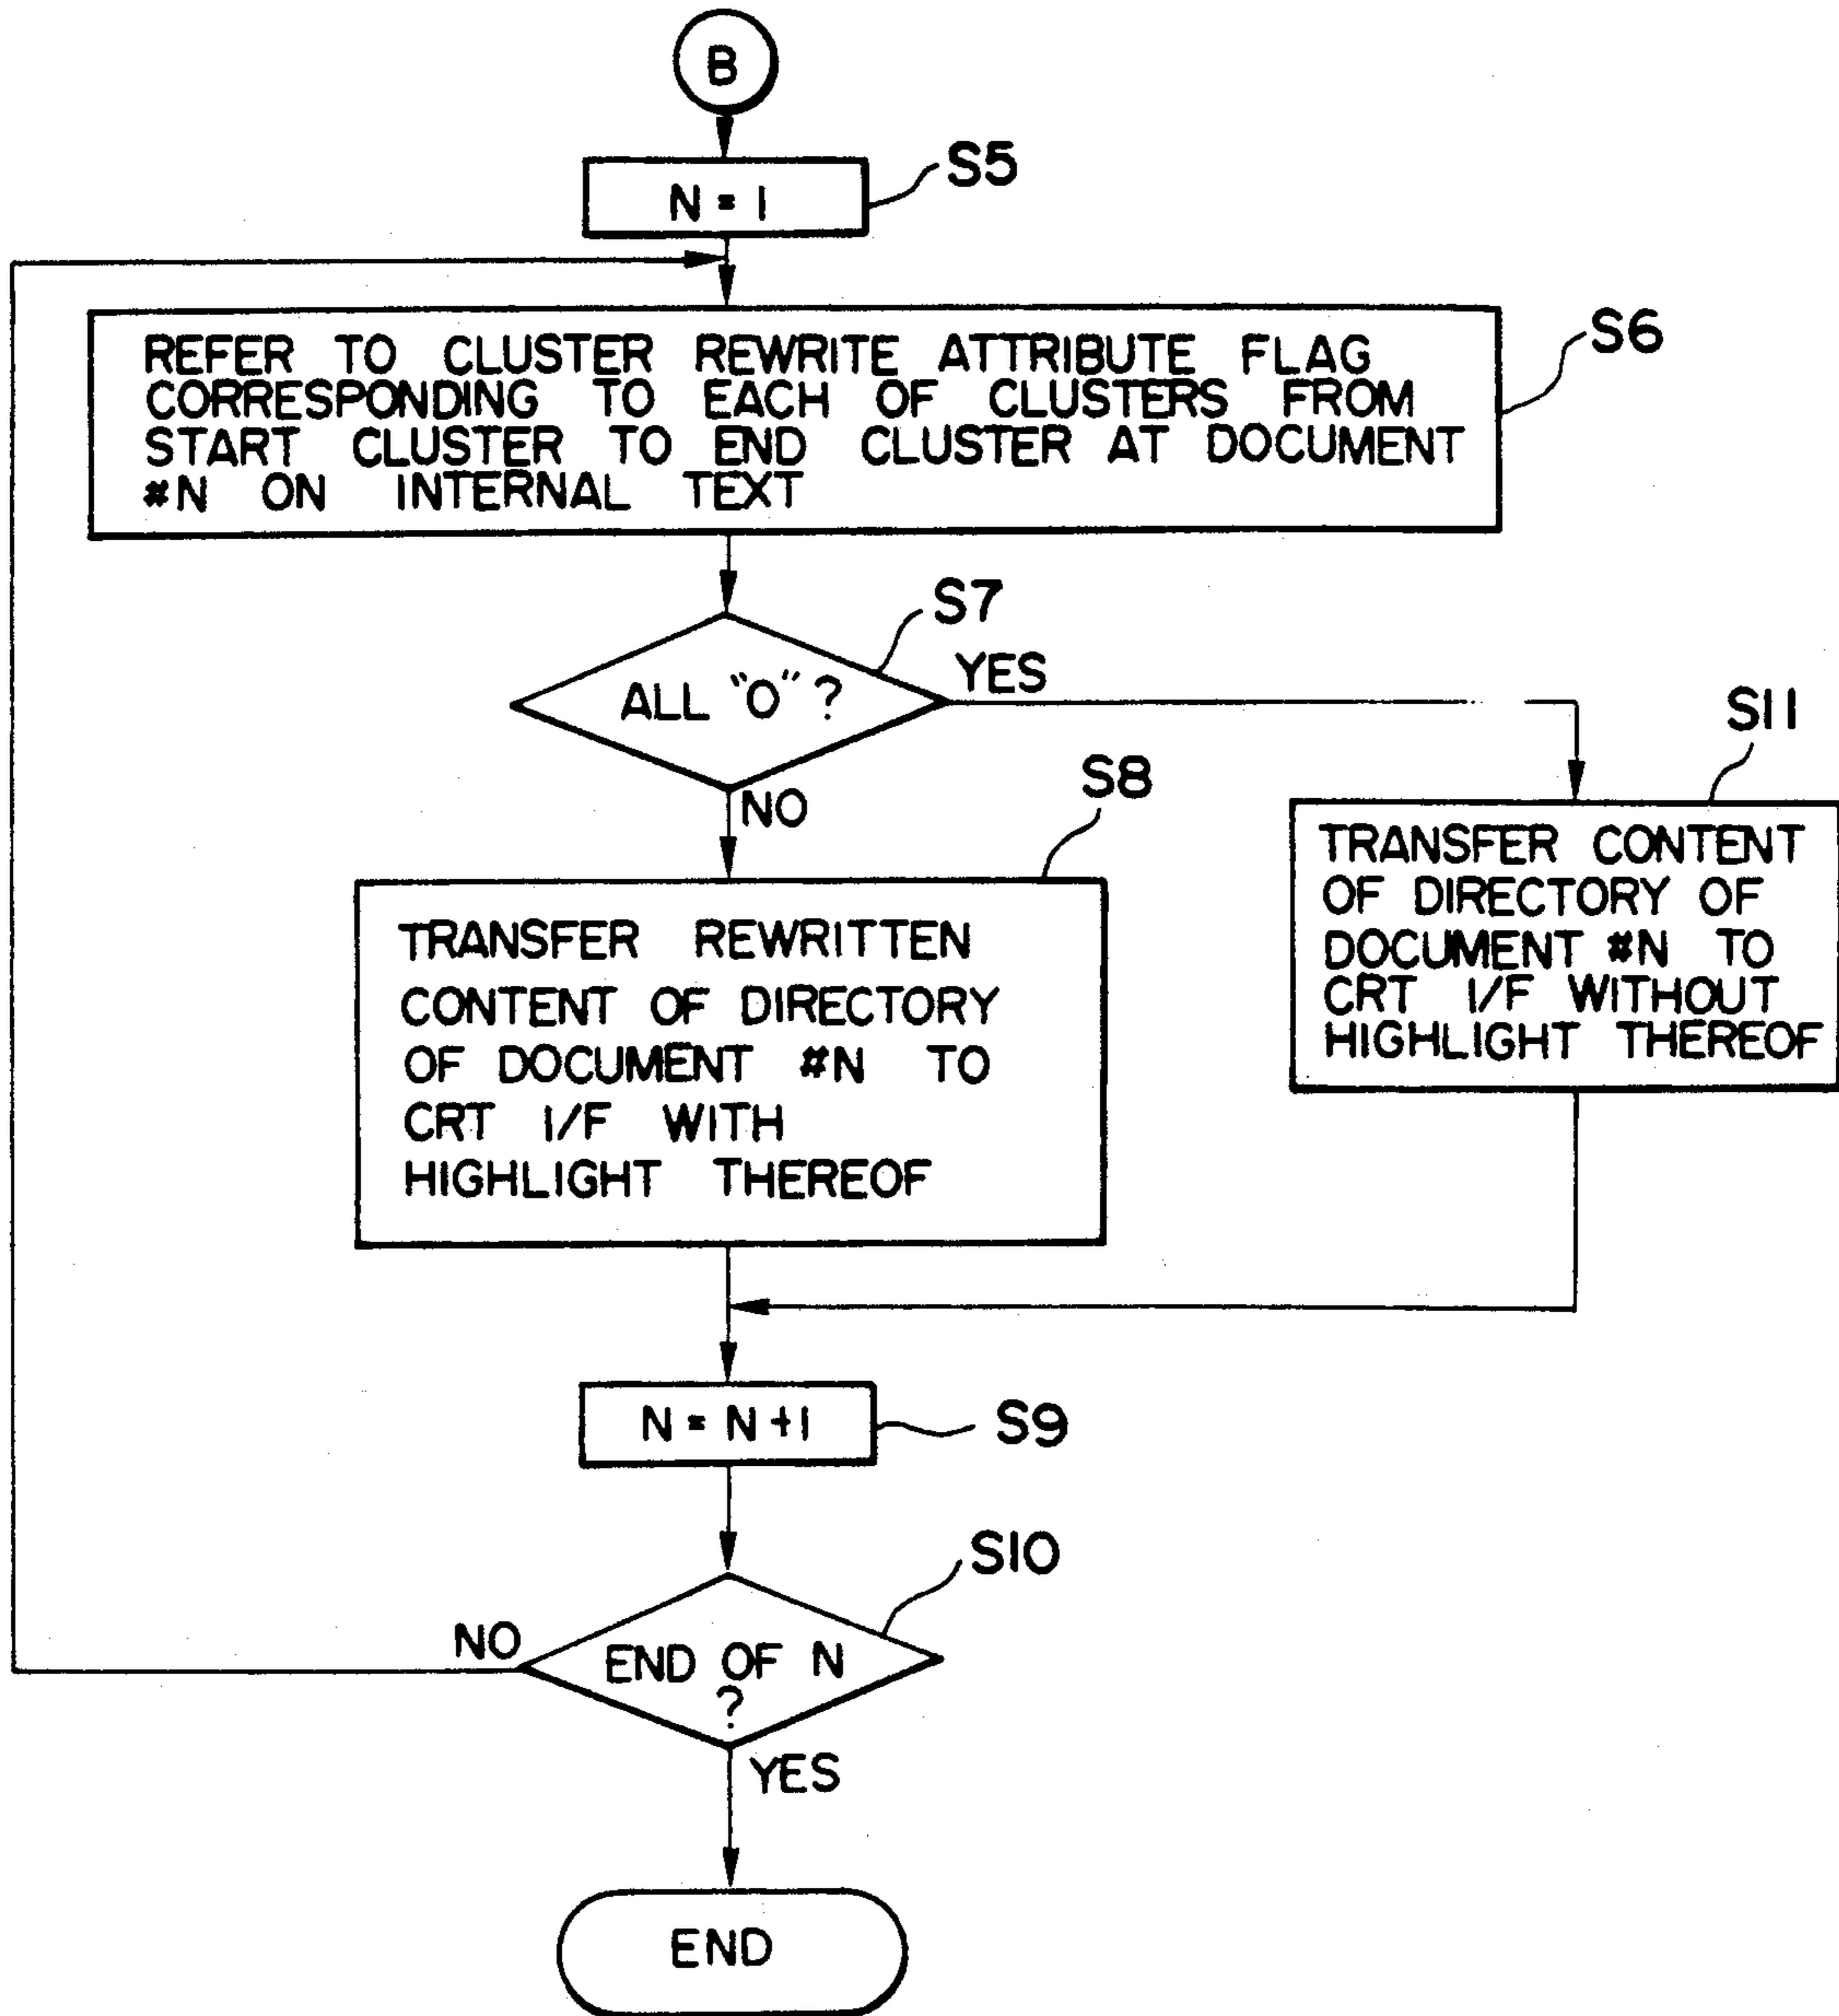 B
S5
N = 1
S6
REFER TO CLUSTER REWRITE ATTRIBUTE FLAG
CORRESPONDING TO EACH OF CLUSTERS FROM
START CLUSTER TO END CLUSTER AT DOCUMENT
#N ON INTERNAL TEXT
S7
ALL "0" ?
YES
NO
S8
TRANSFER REWRITTEN
CONTENT OF DIRECTORY
OF DOCUMENT #N TO
CRT I/F WITH
HIGHLIGHT THEREOF
S11
TRANSFER CONTENT
OF DIRECTORY OF
DOCUMENT #N TO
CRT I/F WITHOUT
HIGHLIGHT THEREOF
N = N+1
S9
S10
END OF N
?
NO
YES
END